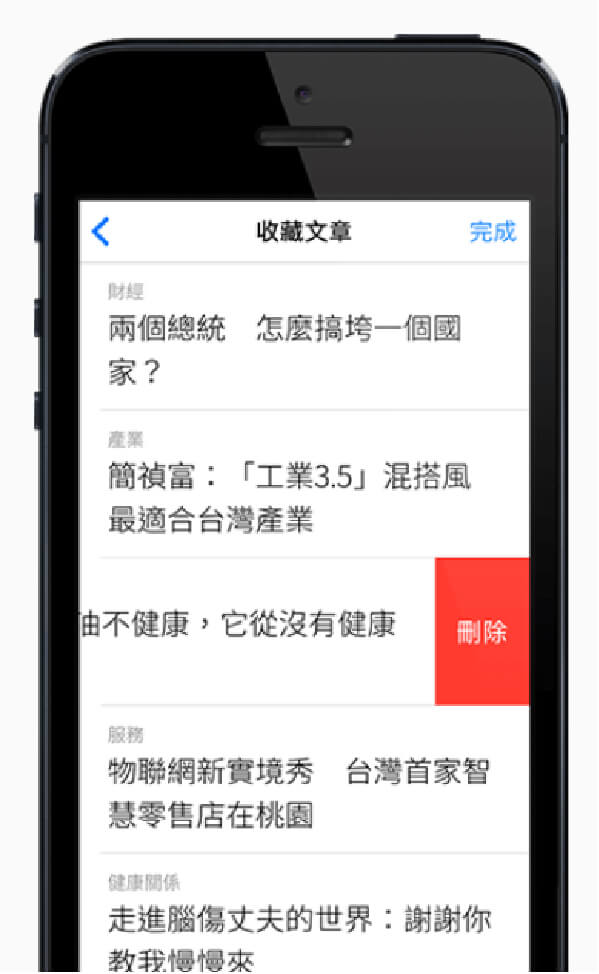 收藏文章
完成
財經
兩個總統　怎麼搞垮一個國
家？
產業
簡禎富：「工業3.5」混搭風
最適合台灣產業
不健康，它從沒有健康
刪除
服務
物聯網新實境秀　台灣首家智
慧零售店在桃園
健康關係
走進腦傷丈夫的世界：謝謝你
教我慢慢來